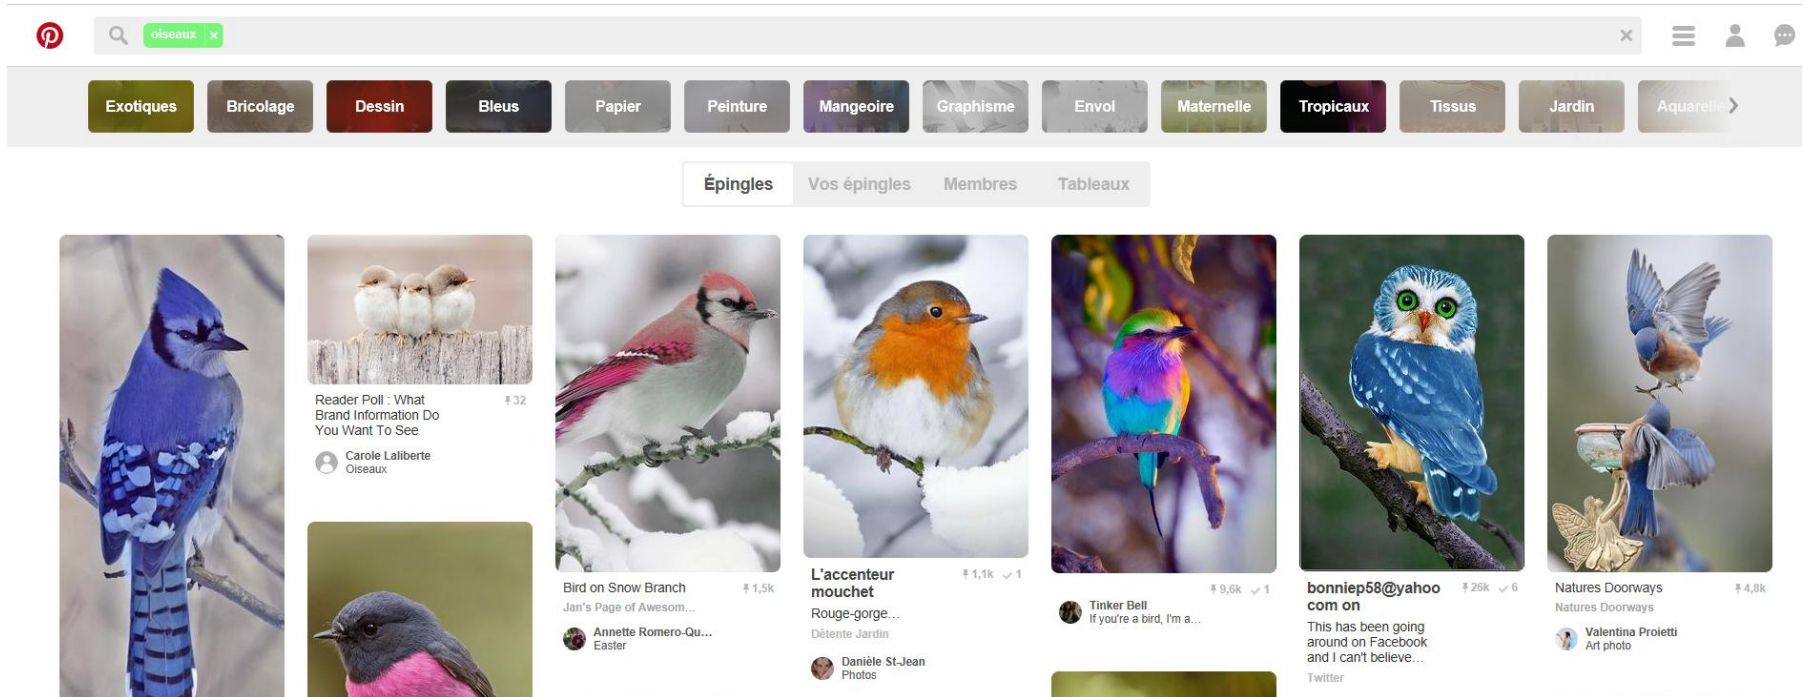 oiseaux ×
Exotiques
Bricolage
Dessin
Bleus
Papier
Peinture
Mangeoire
Graphisme
Envol
Maternelle
Tropicaux
Tissus
Jardin
Aquarelle
Épingles
Vos épingles
Membres
Tableaux
Reader Poll : What
Brand Information Do
You Want To See
32
Carole Laliberte
Oiseaux
Bird on Snow Branch
1,5k
Jan's Page of Awesom...
Annette Romero-Qu...
Easter
L'accenteur
mouchet
1,1k 1
Rouge-gorge...
Détente Jardin
Danièle St-Jean
Photos
9,6k 1
Tinker Bell
If you're a bird, I'm a...
bonniep58@yahoo
com on
26k 6
This has been going
around on Facebook
and I can't believe...
Twitter
Natures Doorways
4,8k
Natures Doorways
Valentina Proietti
Art photo